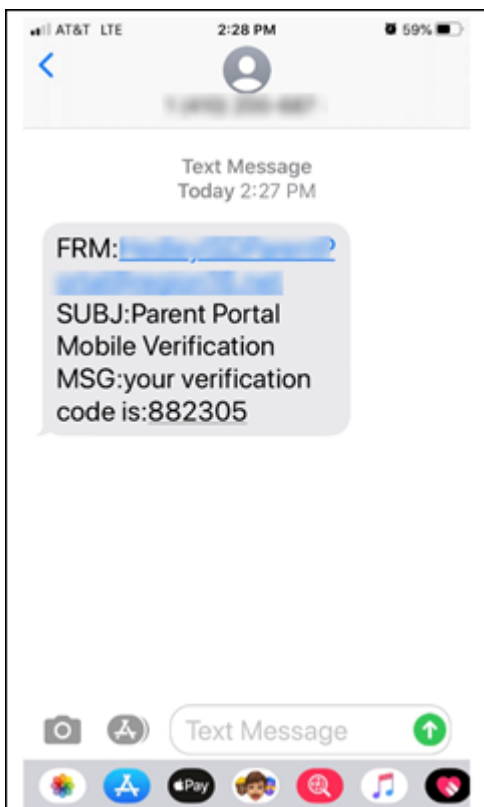 AT&T LTE 2:28 PM 59%
Text Message
Today 2:27 PM
FRM:
SUBJ:Parent Portal
Mobile Verification
MSG:your verification
code is:882305
Text Message
Pay